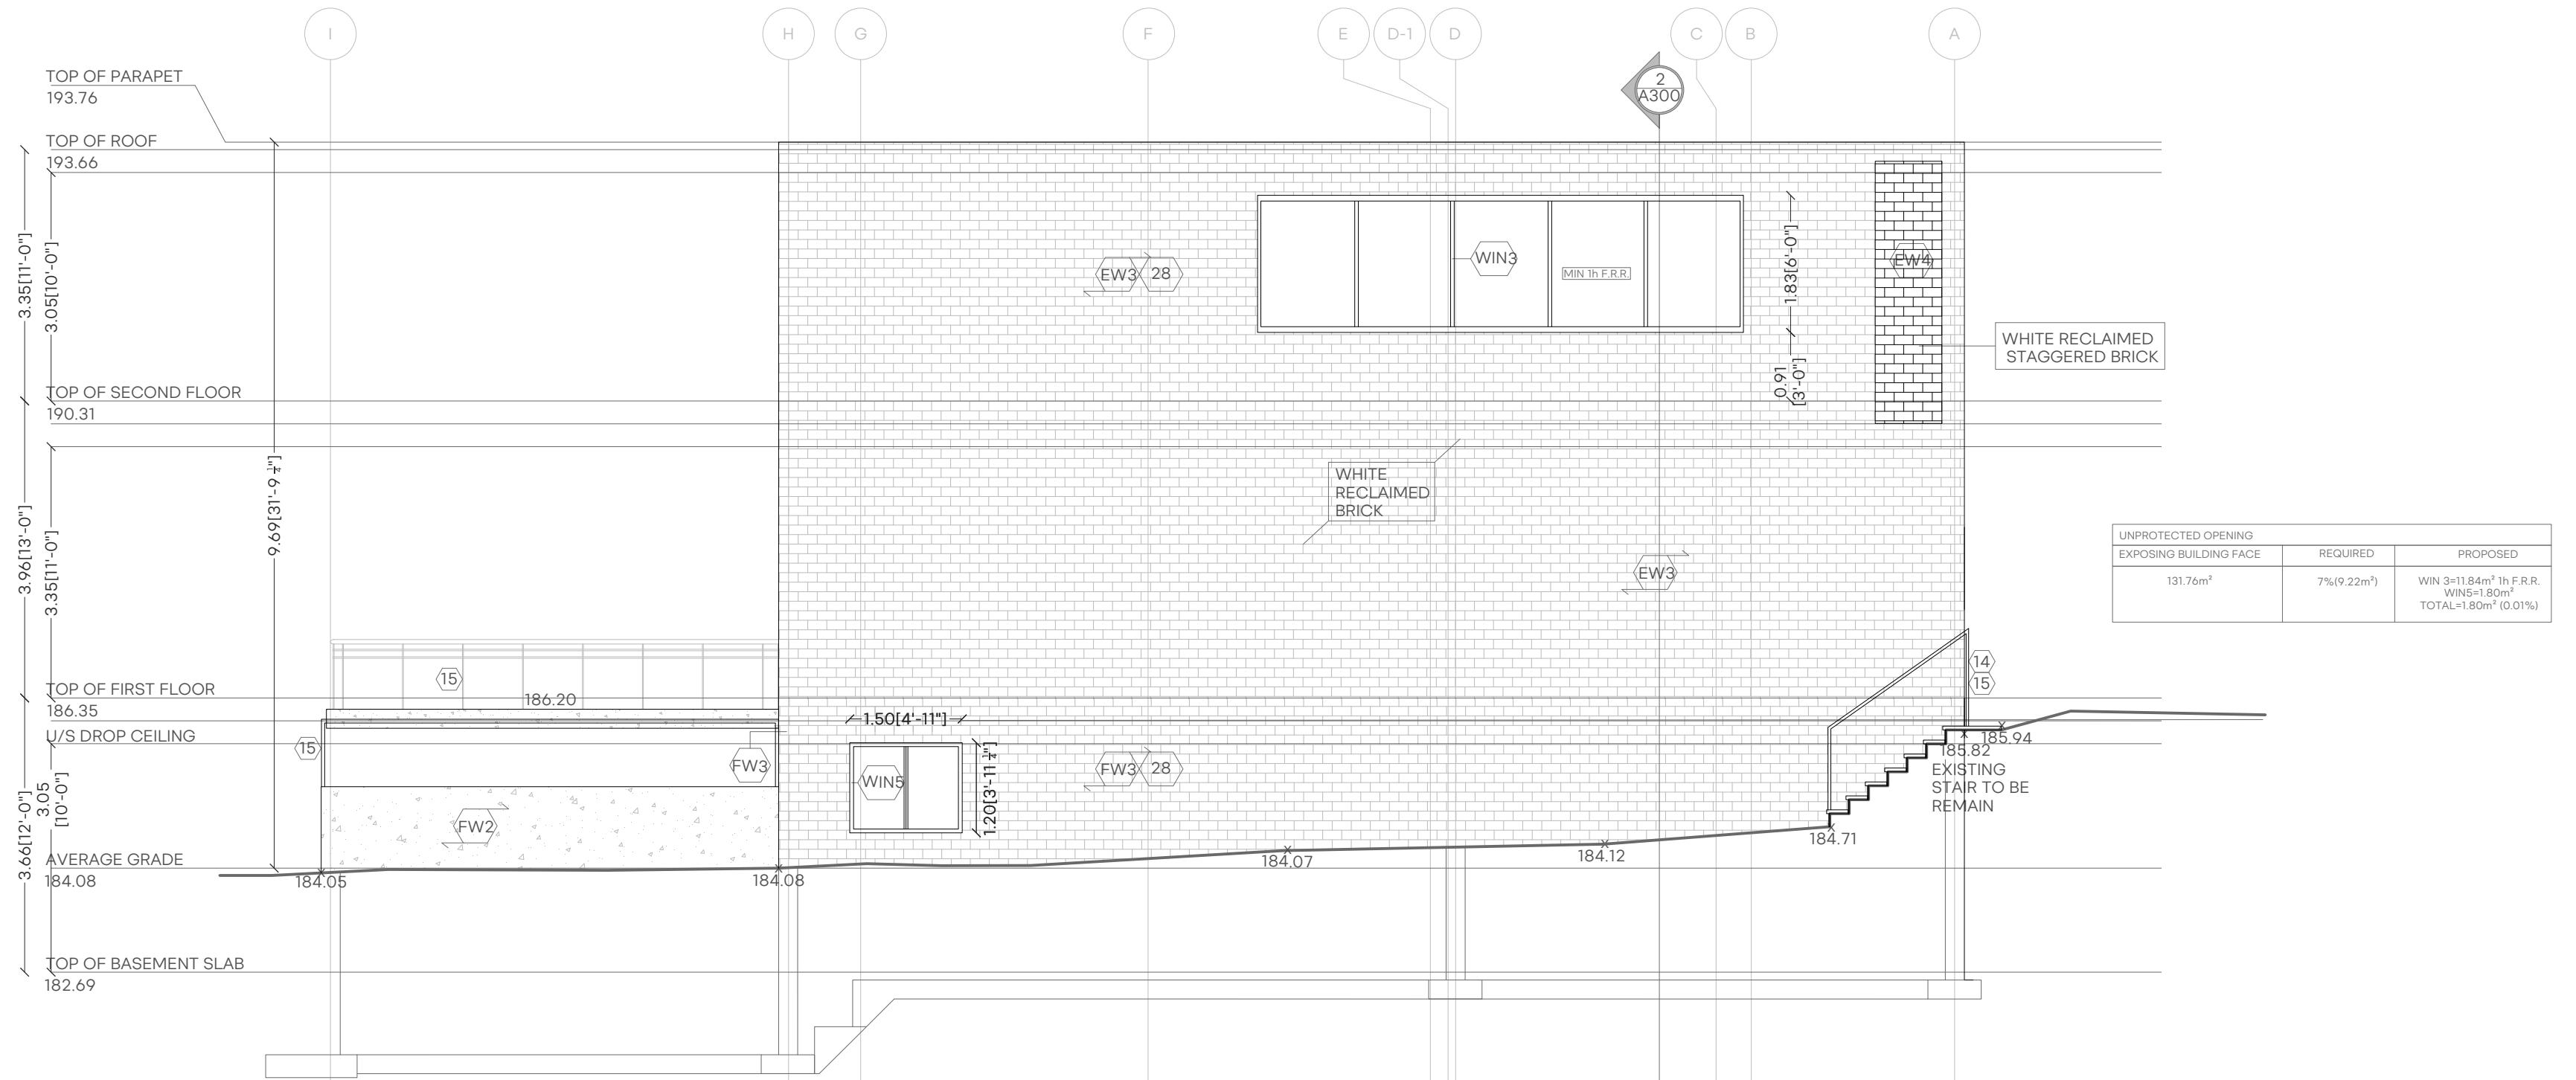 I
H
G
F
E
D-1
D
C
B
A
2
A300
TOP OF PARAPET
193.76
TOP OF ROOF
193.66
3.35[11'-0"]
3.05[10'-0"]
TOP OF SECOND FLOOR
190.31
9.69[31'-9 1/4"]
3.96[13'-0"]
3.35[11'-0"]
TOP OF FIRST FLOOR
186.35
U/S DROP CEILING
3.66[12'-0"]
3.05
[10'-0"]
AVERAGE GRADE
184.08
TOP OF BASEMENT SLAB
182.69
EW3
28
WIN3
MIN 1h F.R.R.
1.83[6'-0"]
0.91
[3'-0"]
EW4
WHITE RECLAIMED
STAGGERED BRICK
WHITE
RECLAIMED
BRICK
EW3
UNPROTECTED OPENING
EXPOSING BUILDING FACE
REQUIRED
PROPOSED
131.76m²
7%(9.22m²)
WIN 3=11.84m² 1h F.R.R.
WIN5=1.80m²
TOTAL=1.80m² (0.01%)
15
186.20
15
FW3
FW2
1.50[4'-11"]
WIN5
1.20[3'-11 1/4"]
FW3
28
14
15
185.94
185.82
EXISTING
STAIR TO BE
REMAIN
184.05
184.08
184.07
184.12
184.71